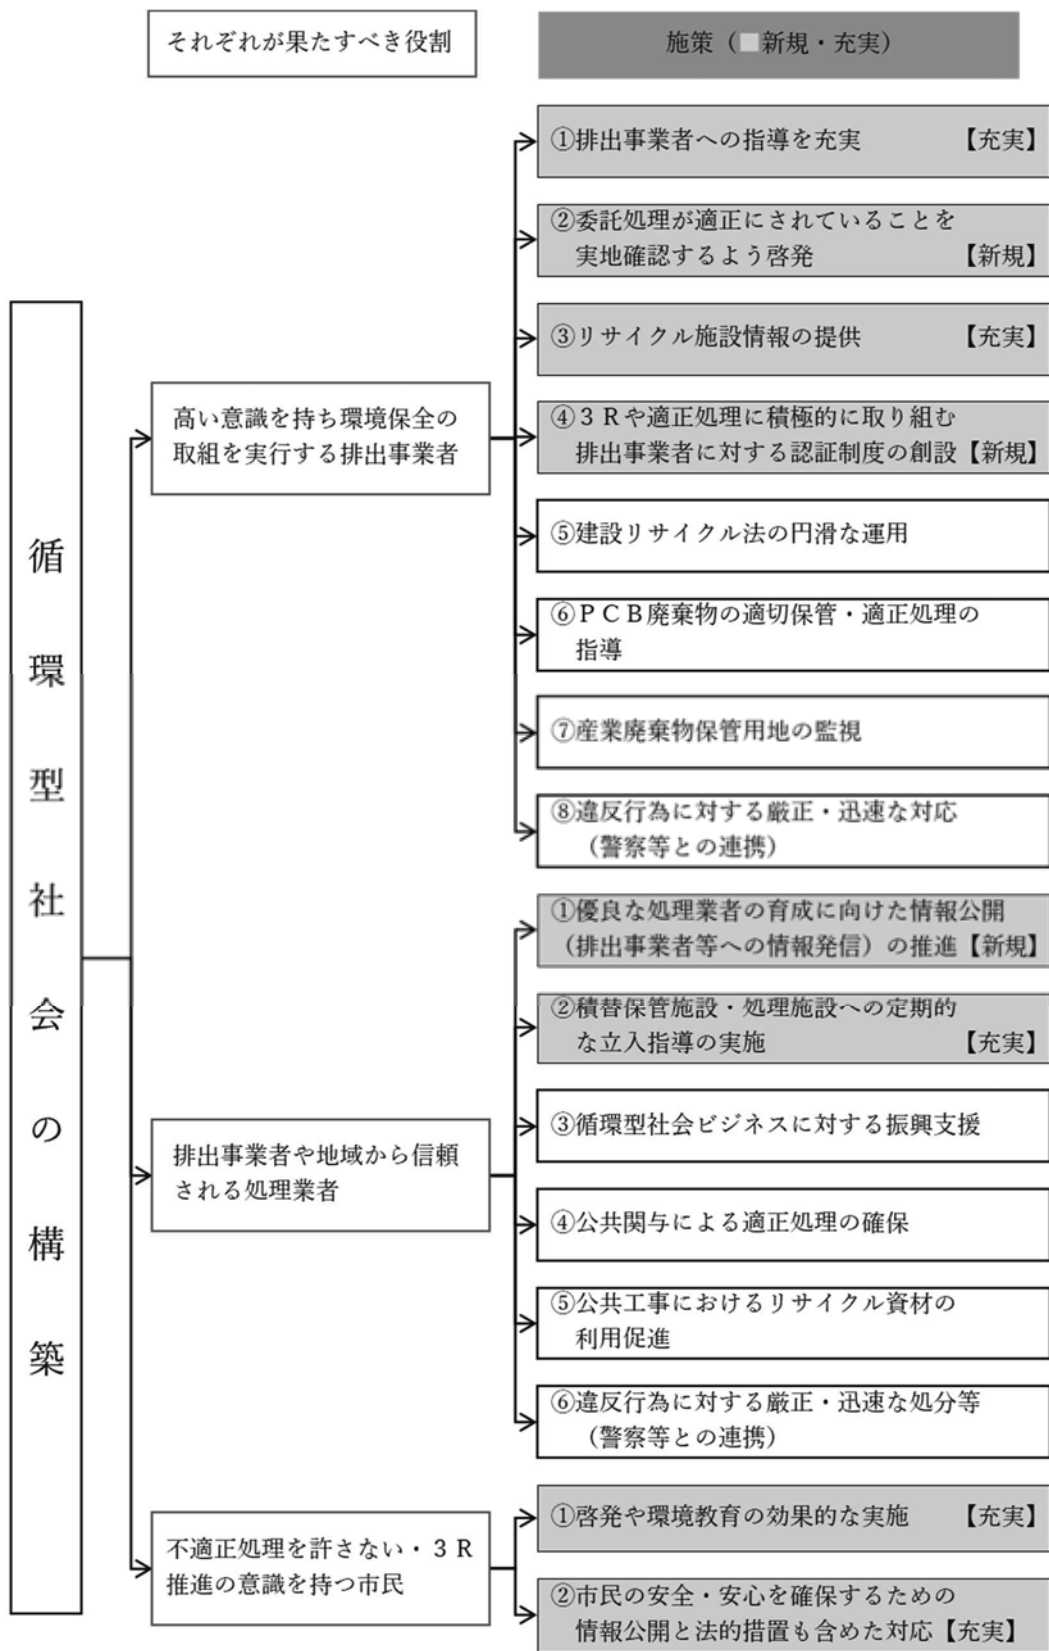 それぞれが果たすべき役割
施策（■新規・充実）
循環型社会の構築
高い意識を持ち環境保全の
取組を実行する排出事業者
①排出事業者への指導を充実 【充実】
②委託処理が適正にされていることを
実地確認するよう啓発 【新規】
③リサイクル施設情報の提供 【充実】
④３Rや適正処理に積極的に取り組む
排出事業者に対する認証制度の創設【新規】
⑤建設リサイクル法の円滑な運用
⑥ＰＣＢ廃棄物の適切保管・適正処理の
指導
⑦産業廃棄物保管用地の監視
⑧違反行為に対する厳正・迅速な対応
（警察等との連携）
排出事業者や地域から信頼
される処理業者
①優良な処理業者の育成に向けた情報公開
（排出事業者等への情報発信）の推進【新規】
②積替保管施設・処理施設への定期的
な立入指導の実施 【充実】
③循環型社会ビジネスに対する振興支援
④公共関与による適正処理の確保
⑤公共工事におけるリサイクル資材の
利用促進
⑥違反行為に対する厳正・迅速な処分等
（警察等との連携）
不適正処理を許さない・３R
推進の意識を持つ市民
①啓発や環境教育の効果的な実施 【充実】
②市民の安全・安心を確保するための
情報公開と法的措置も含めた対応【充実】